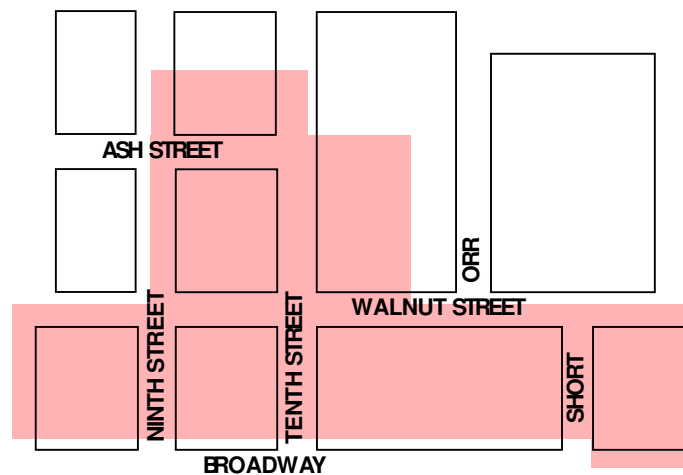 ASH STREET
ORR
WALNUT STREET
NINTH STREET
TENTH STREET
SHORT
BROADWAY